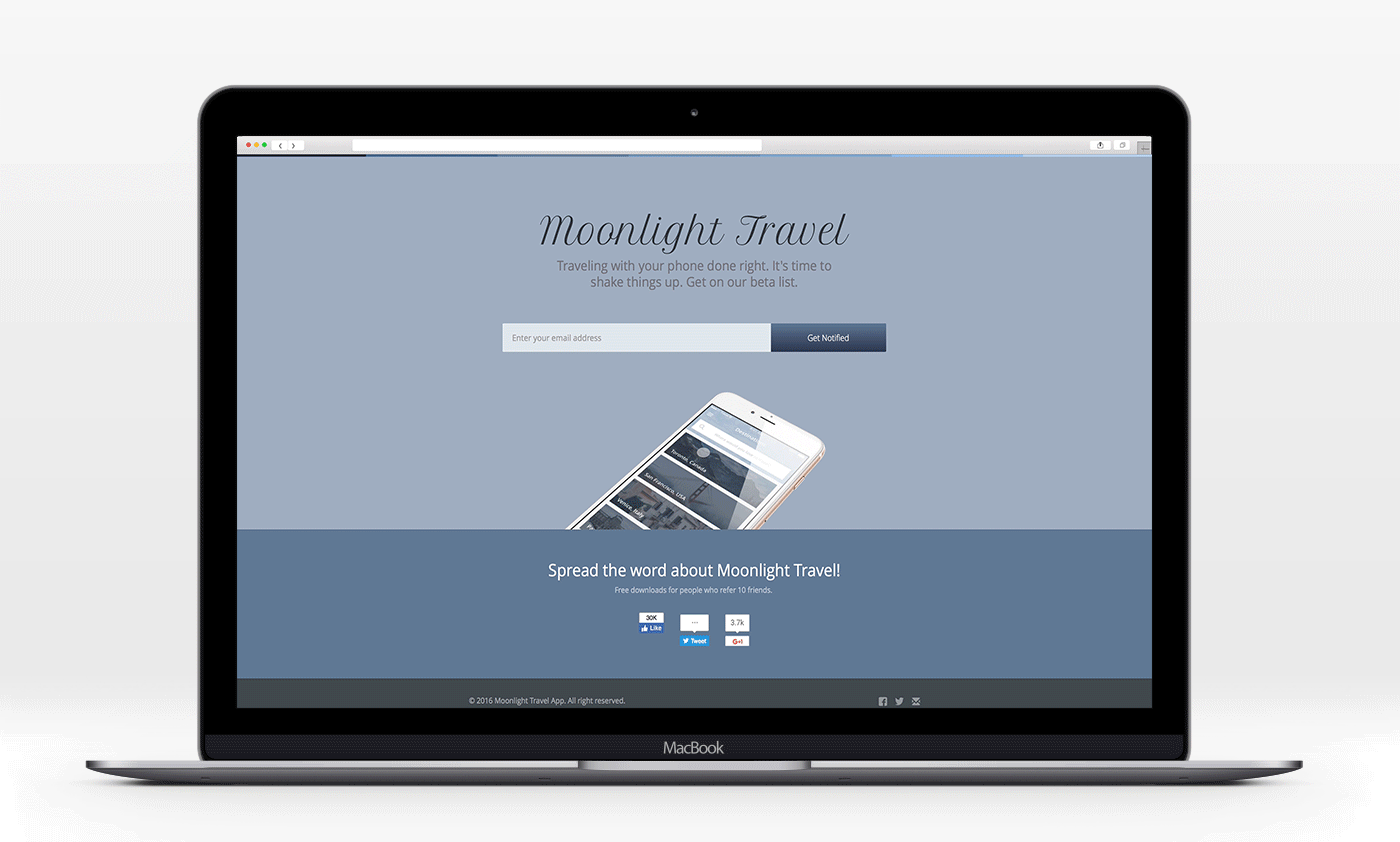 Moonlight Travel
Traveling with your phone done right. It's time to
shake things up. Get on our beta list.
Enter your email address
Get Notified
Toronto, Canada
San Francisco, USA
Venice, Italy
Spread the word about Moonlight Travel!
Free downloads for people who refer 10 friends.
30K
...
3.7k
Like
Tweet
G+1
© 2016 Moonlight Travel App. All right reserved.
MacBook